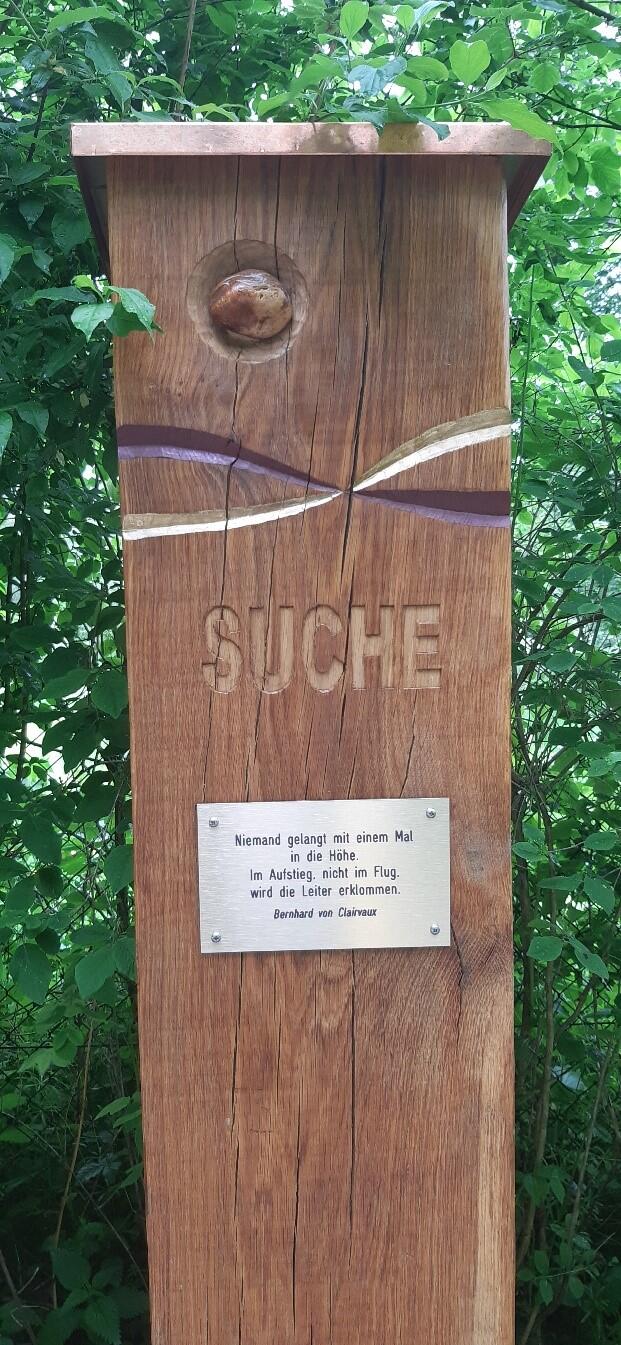 SUCHE
Niemand gelangt mit einem Mal
in die Höhe.
Im Aufstieg, nicht im Flug,
wird die Leiter erklommen.
Bernhard von Clairvaux